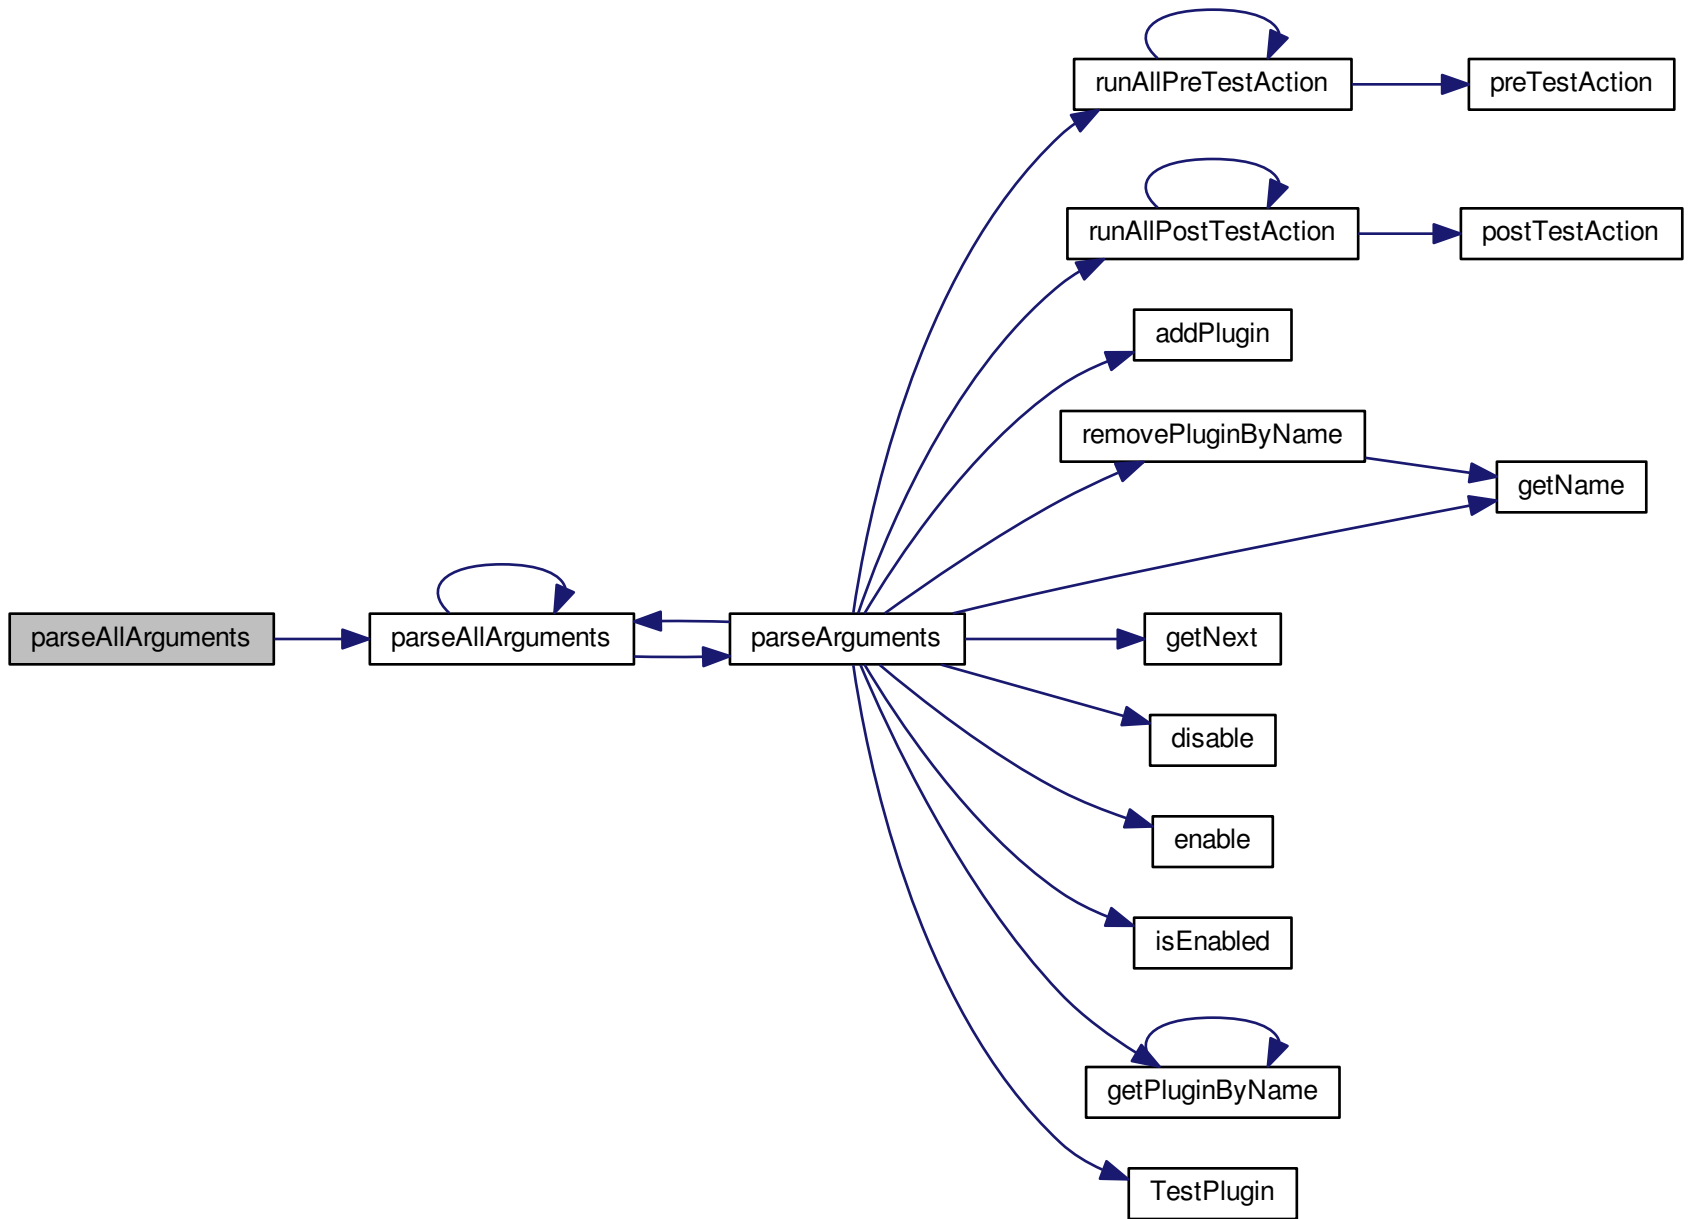 runAllPreTestAction
preTestAction
runAllPostTestAction
postTestAction
addPlugin
removePluginByName
getName
parseAllArguments
parseAllArguments
parseArguments
getNext
disable
enable
isEnabled
getPluginByName
TestPlugin